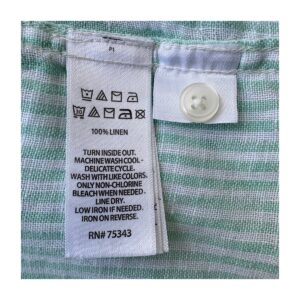 100% LINEN
TURN INSIDE OUT.
MACHINE WASH COOL -
DELICATE CYCLE.
WASH WITH LIKE COLORS.
ONLY NON-CHLORINE
BLEACH WHEN NEEDED.
LINE DRY.
LOW IRON IF NEEDED.
IRON ON REVERSE.
RN# 75343